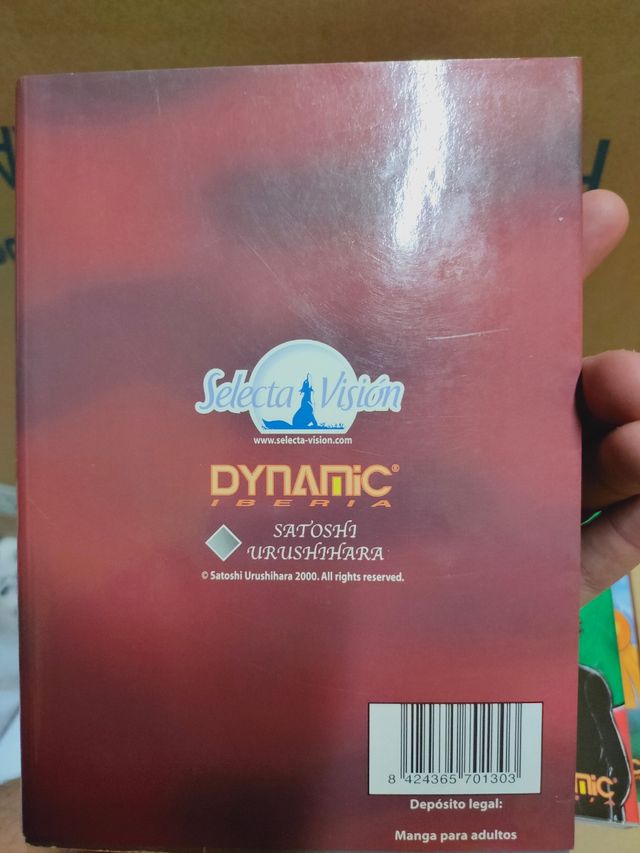 Selecta Visión
www.selecta-vision.com
DYNAMiC®
IBERIA
SATOSHI
URUSHIHARA
© Satoshi Urushihara 2000. All rights reserved.
8 424365 701303
Depósito legal:
Manga para adultos